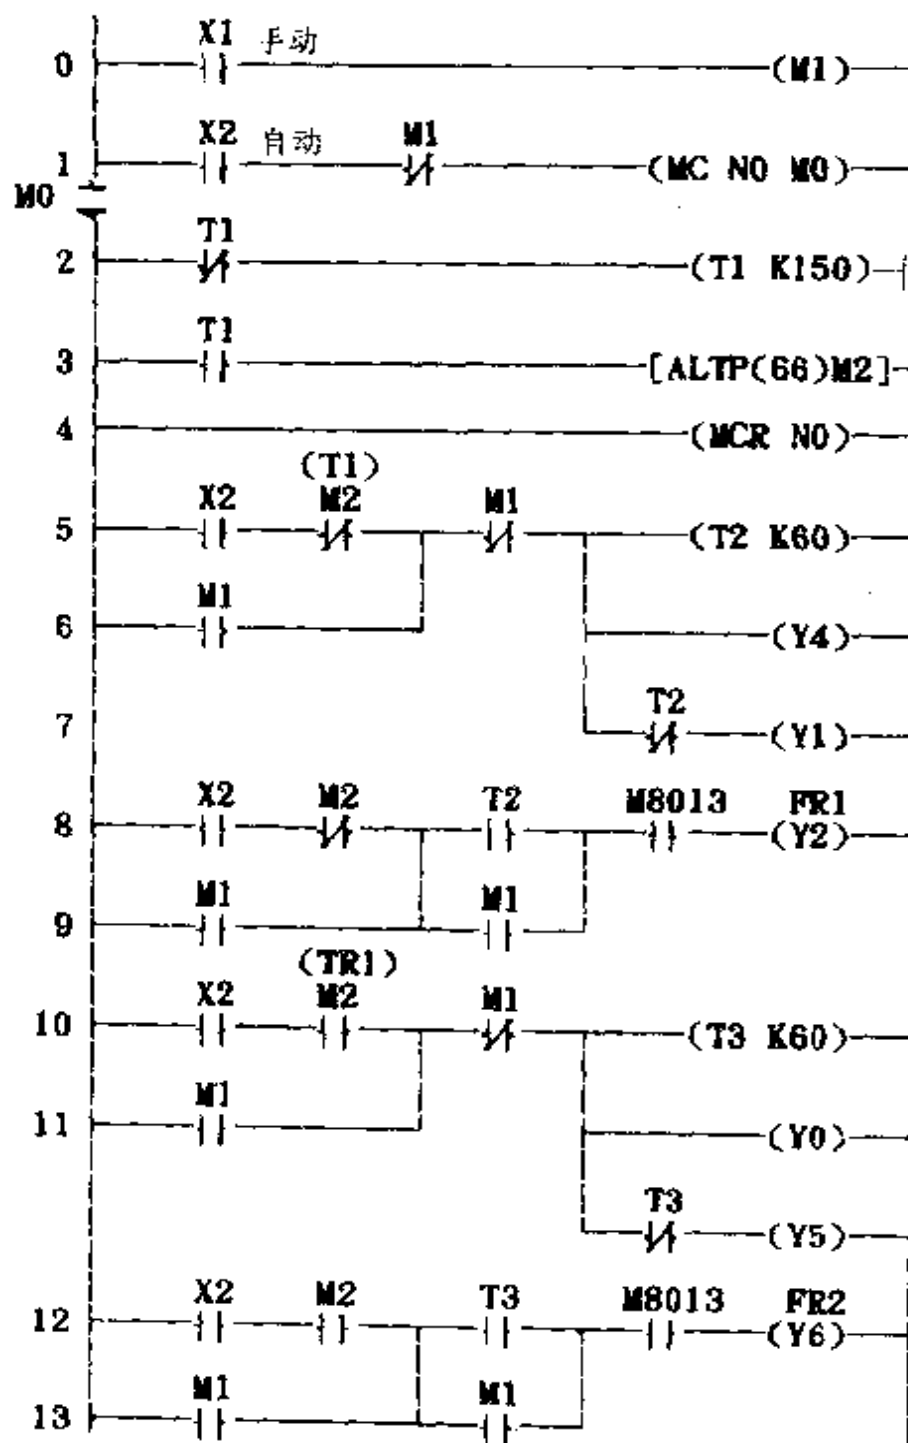 X1 手动
0 (M1)
X2 自动 M1
1 (MC N0 M0)
M0
T1
2 (T1 K150)
T1
3 [ALTP(66)M2]
4 (MCR N0)
(T1)
X2 M2 M1
5 (T2 K60)
M1
6 (Y4)
T2
7 (Y1)
X2 M2 T2 M8013 FR1
8 (Y2)
M1 M1
9
(TR1)
X2 M2 M1
10 (T3 K60)
M1
11 (Y0)
T3
(Y5)
X2 M2 T3 M8013 FR2
12 (Y6)
M1 M1
13